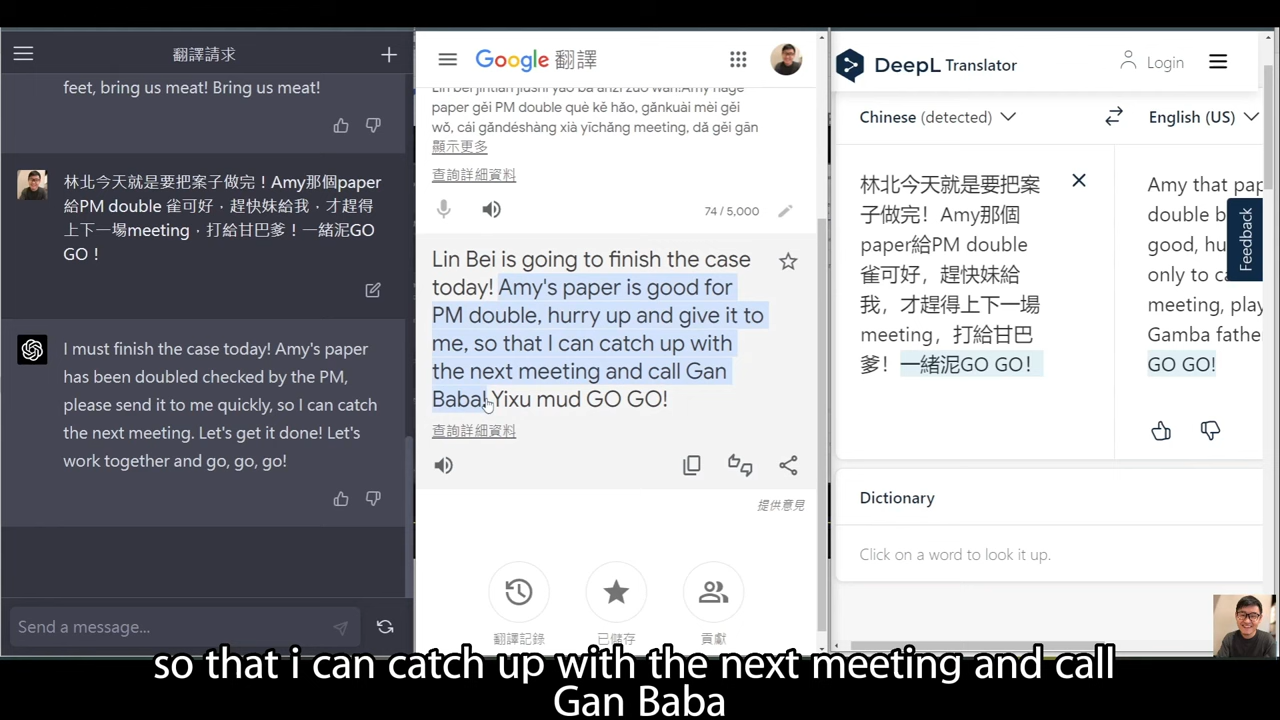 翻譯請求
feet, bring us meat! Bring us meat!
林北今天就是要把案子做完！Amy那個paper
給PM double 雀可好，趕快妹給我，才趕得
上下一場meeting，打給甘巴爹！一緒泥GO
GO！
I must finish the case today! Amy's paper
has been doubled checked by the PM,
please send it to me quickly, so I can catch
the next meeting. Let's get it done! Let's
work together and go, go, go!
Send a message...
Google 翻譯
Lin bei jīntiān jiùshì yào bǎ ànzi zuò wán!Amy nàge
paper gěi PM double què kě hǎo, gǎnkuài mèi gěi
wǒ, cái gǎndéshàng xià yīchǎng meeting, dǎ gěi gān
顯示更多
查詢詳細資料
74 / 5,000
Lin Bei is going to finish the case
today! Amy's paper is good for
PM double, hurry up and give it to
me, so that I can catch up with
the next meeting and call Gan
Baba! Yixu mud GO GO!
查詢詳細資料
提供意見
翻譯記錄
已儲存
貢獻
DeepL Translator
Login
Chinese (detected)
English (US)
林北今天就是要把案
子做完！Amy那個
paper給PM double
雀可好，趕快妹給
我，才趕得上下一場
meeting，打給甘巴
爹！一緒泥GO GO！
Amy that pap
double b
good, hu
only to ca
meeting, play
Gamba fathe
GO GO!
Feedback
Dictionary
Click on a word to look it up.
so that i can catch up with the next meeting and call
Gan Baba